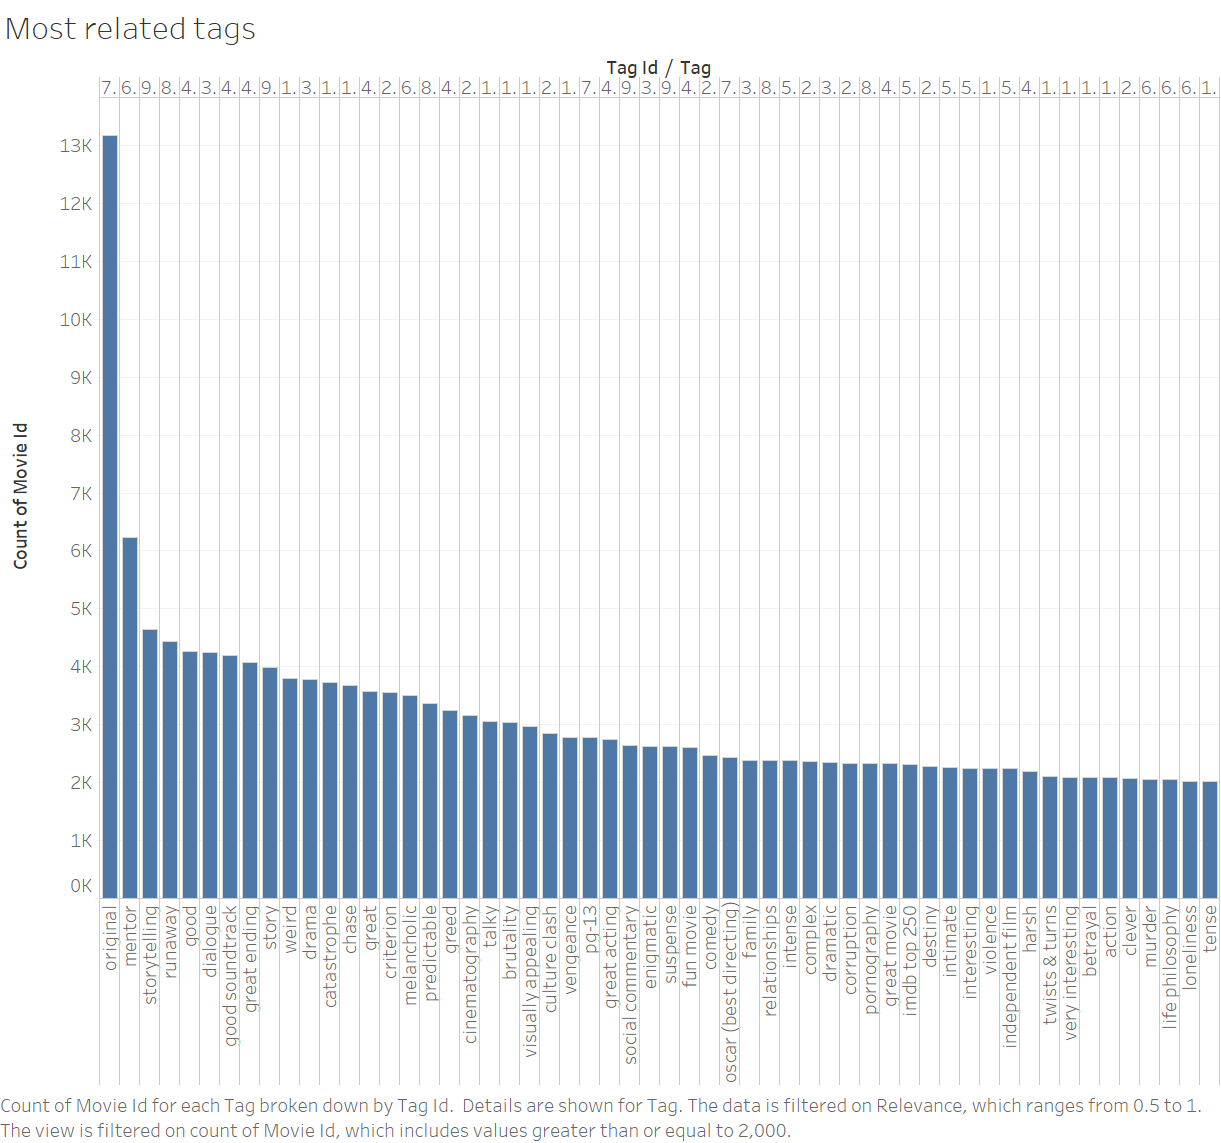 Most related tags
Tag Id / Tag
7. 6. 9. 8. 4. 3. 4. 4. 9. 1. 3. 1. 1. 4. 2. 6. 8. 4. 2. 1. 1. 1. 2. 1. 7. 4. 9. 3. 9. 4. 2. 7. 3. 8. 5. 2. 3. 2. 8. 4. 5. 2. 5. 5. 1. 5. 4. 1. 1. 1. 1. 2. 6. 6. 6. 1.
13K
12K
11K
10K
9K
8K
7K
6K
5K
4K
3K
2K
1K
0K
Count of Movie Id
original
mentor
storytelling
runaway
good
dialogue
good soundtrack
great ending
story
weird
drama
catastrophe
chase
great
criterion
melancholic
predictable
greed
cinematography
talky
brutality
visually appealing
culture clash
vengeance
pg-13
great acting
social commentary
enigmatic
suspense
fun movie
comedy
oscar (best directing)
family
relationships
intense
complex
dramatic
corruption
pornography
great movie
imdb top 250
destiny
intimate
interesting
violence
independent film
harsh
twists & turns
very interesting
betrayal
action
clever
murder
life philosophy
loneliness
tense
Count of Movie Id for each Tag broken down by Tag Id. Details are shown for Tag. The data is filtered on Relevance, which ranges from 0.5 to 1.
The view is filtered on count of Movie Id, which includes values greater than or equal to 2,000.